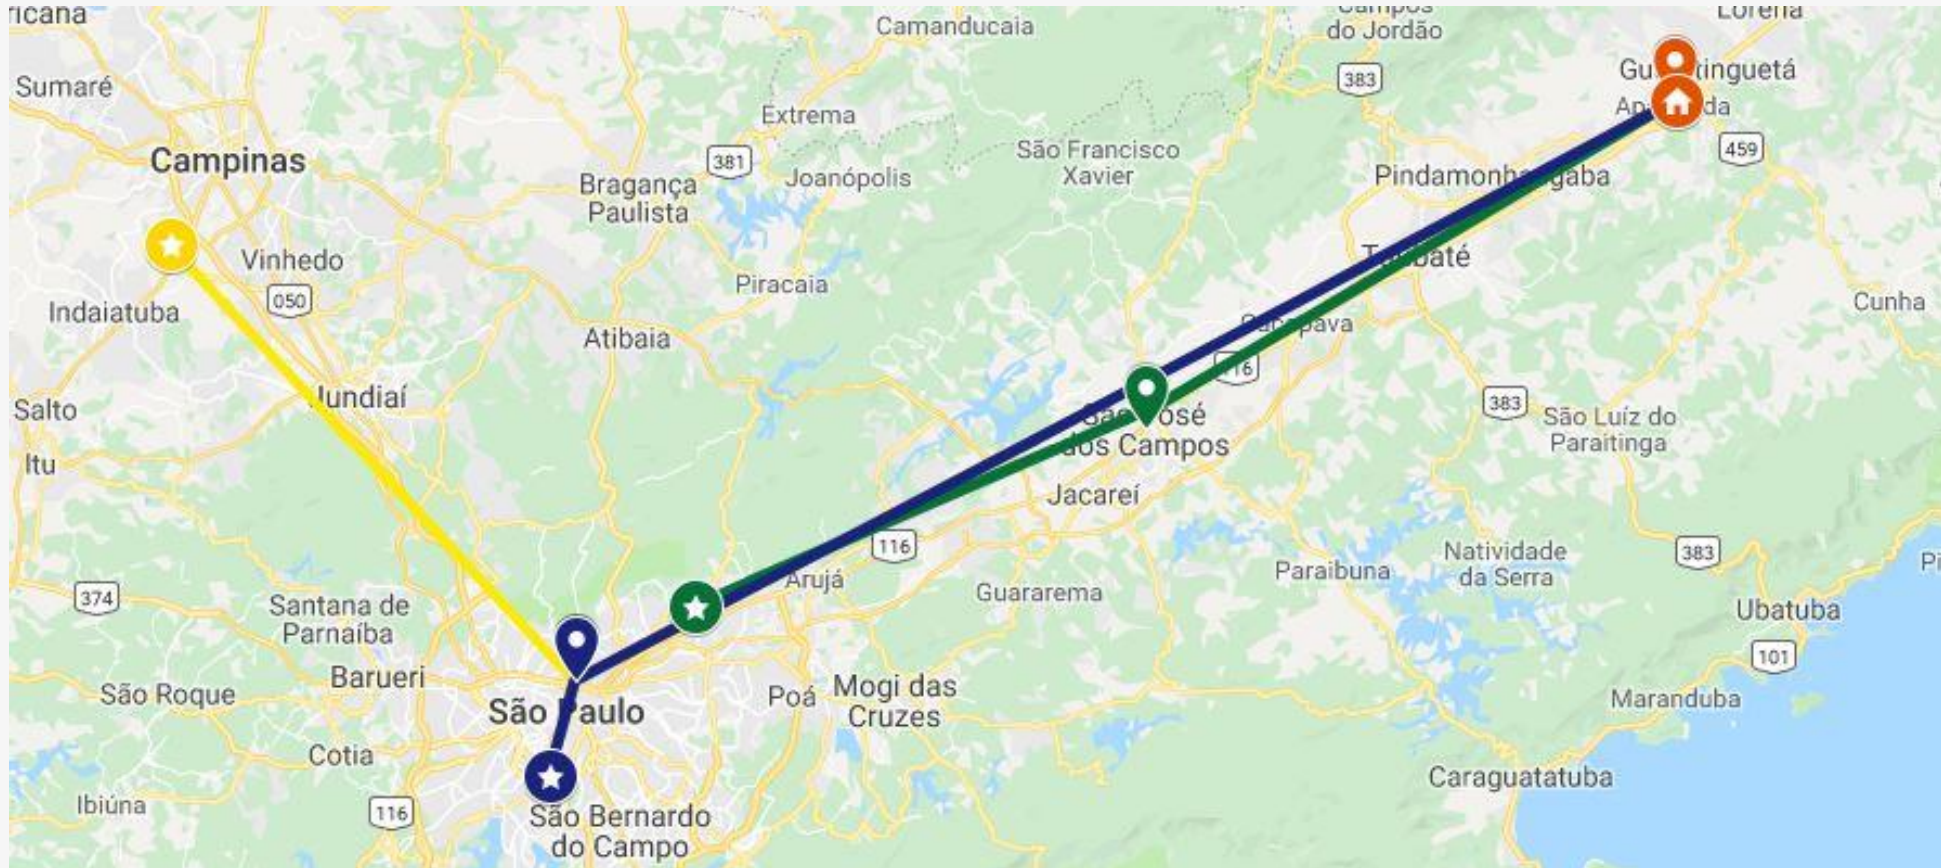 do Jordão
Camanducaia
Sumaré
383
Extrema
Campinas
381
São Francisco
Xavier
459
Joanópolis
Bragança
Paulista
Vinhedo
050
Piracaia
Indaiatuba
Cunha
Atibaia
Jundiaí
383
São Luíz do
Paraitinga
Salto
dos Campos
Itu
Jacareí
116
Natividade
da Serra
383
Arujá
Paraibuna
Guararema
374
Santana de
Parnaíba
Ubatuba
101
Barueri
São Roque
Poá
Mogi das
Cruzes
Maranduba
São Paulo
Cotia
Caraguatatuba
Ibiúna
116
São Bernardo
do Campo